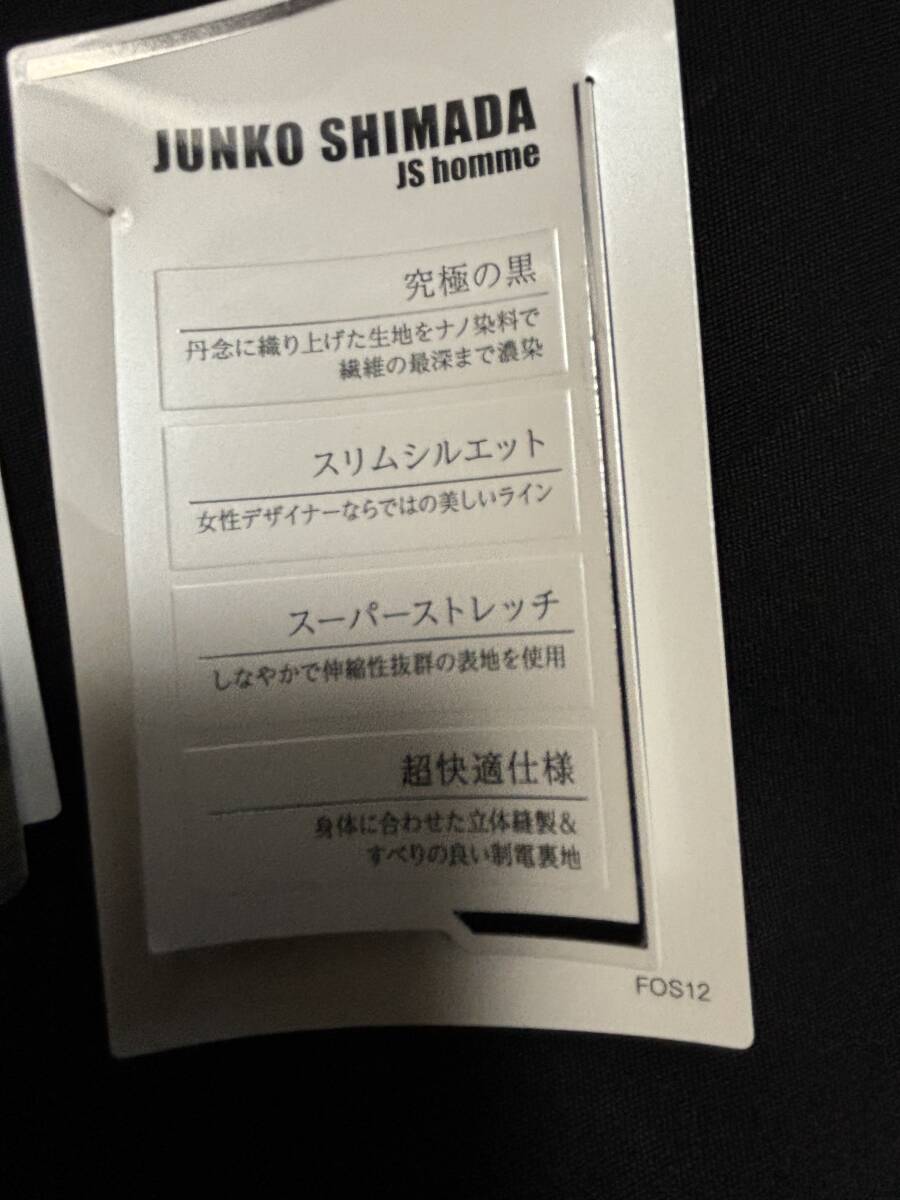 JUNKO SHIMADA
JS homme
究極の黒
丹念に織り上げた生地をナノ染料で
繊維の最深まで濃染
スリムシルエット
女性デザイナーならではの美しいライン
スーパーストレッチ
しなやかで伸縮性抜群の表地を使用
超快適仕様
身体に合わせた立体縫製&
すべりの良い制電裏地
FOS12